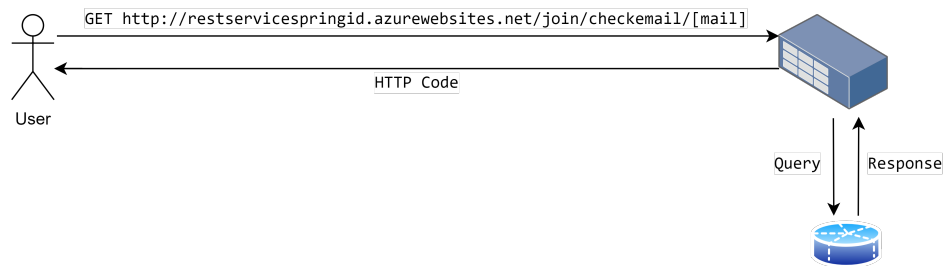 GET http://restservicespringid.azurewebsites.net/join/checkemail/[mail]
HTTP Code
User
Query
Response